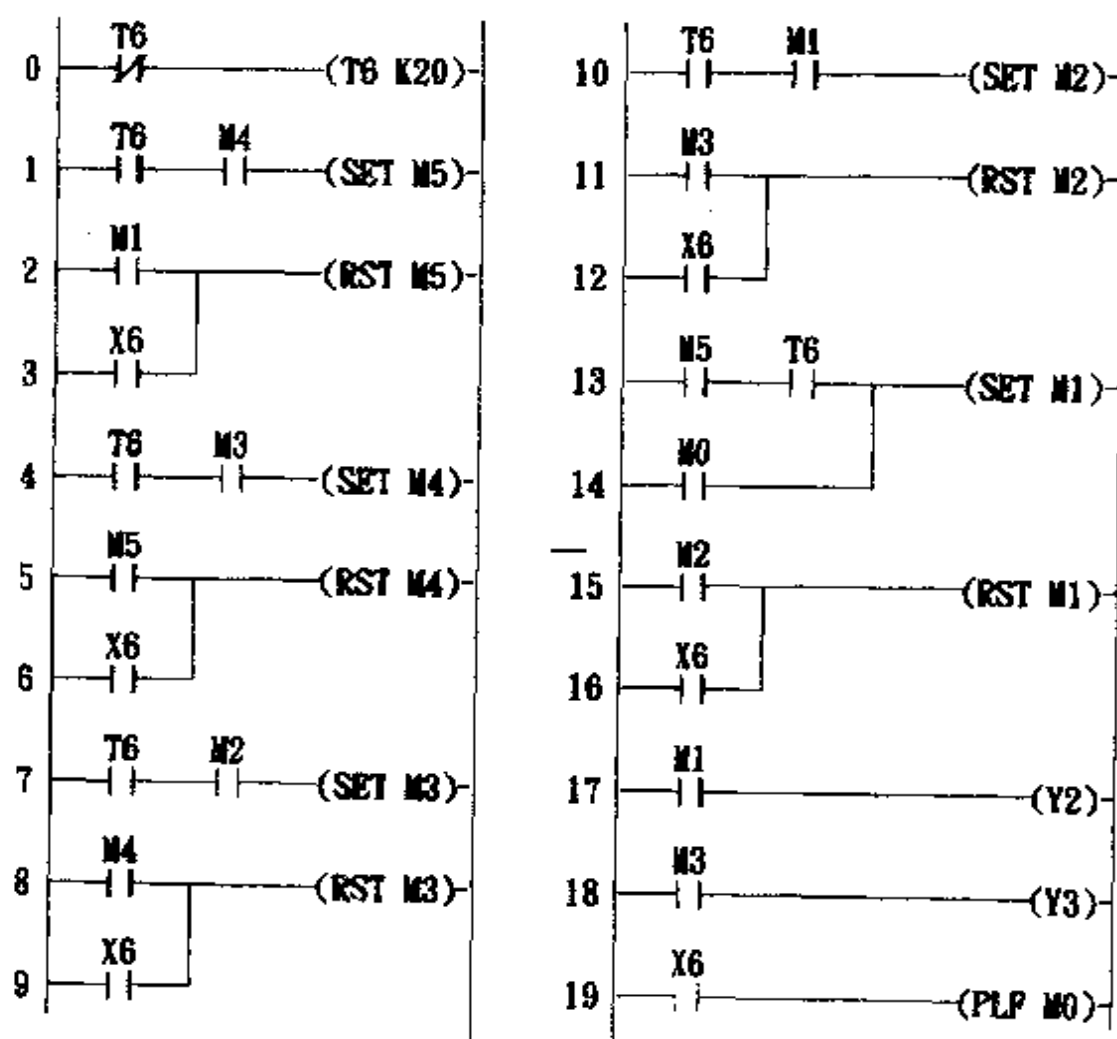 T6
0 (T6 K20)
T6 M4
1 (SET M5)
M1
2 (RST M5)
X6
3
T6 M3
4 (SET M4)
M5
5 (RST M4)
X6
6
T6 M2
7 (SET M3)
M4
8 (RST M3)
X6
9
T6 M1
10 (SET M2)
M3
11 (RST M2)
X6
12
M5 T6
13 (SET M1)
M0
14
M2
15 (RST M1)
X6
16
M1
17 (Y2)
M3
18 (Y3)
X6
19 (PLF M0)